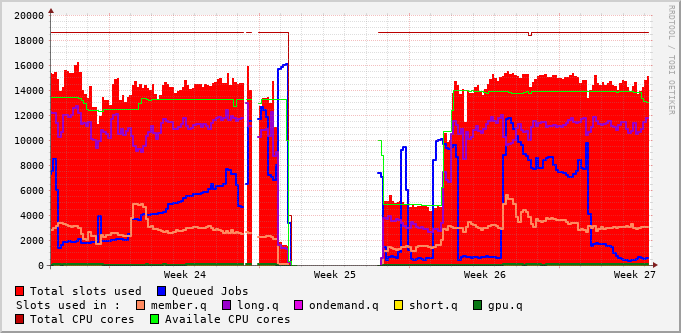 20000
18000
16000
14000
12000
10000
8000
6000
4000
2000
0
Week 24 Week 25 Week 26 Week 27
RRDTOOL / TOBI OETIKER
Total slots used Queued Jobs
Slots used in : member.q long.q ondemand.q short.q gpu.q
Total CPU cores Availale CPU cores